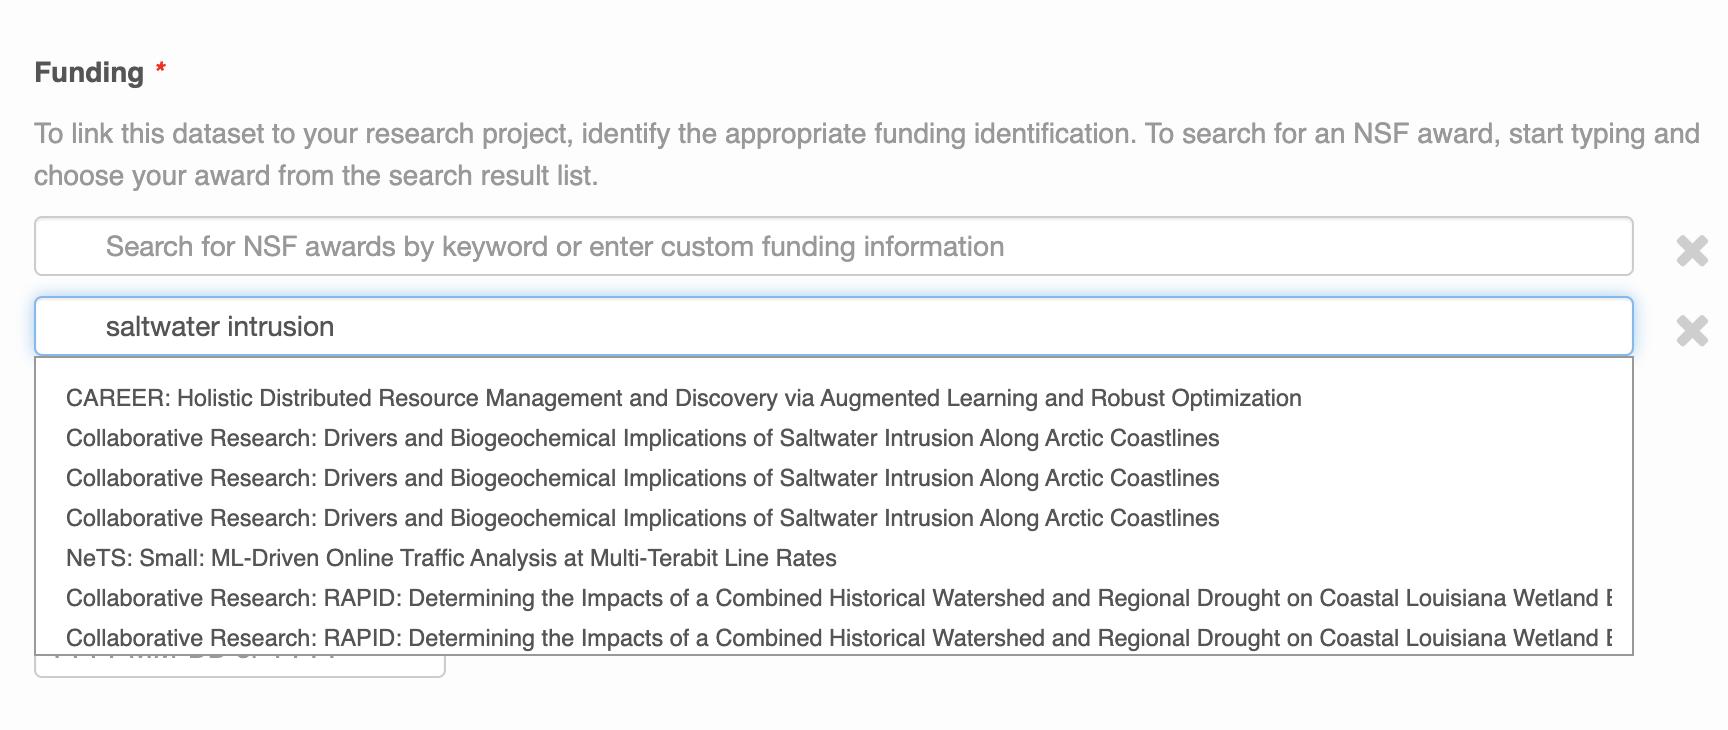 Funding *
To link this dataset to your research project, identify the appropriate funding identification. To search for an NSF award, start typing and
choose your award from the search result list.
Search for NSF awards by keyword or enter custom funding information
saltwater intrusion
CAREER: Holistic Distributed Resource Management and Discovery via Augmented Learning and Robust Optimization
Collaborative Research: Drivers and Biogeochemical Implications of Saltwater Intrusion Along Arctic Coastlines
Collaborative Research: Drivers and Biogeochemical Implications of Saltwater Intrusion Along Arctic Coastlines
Collaborative Research: Drivers and Biogeochemical Implications of Saltwater Intrusion Along Arctic Coastlines
NeTS: Small: ML-Driven Online Traffic Analysis at Multi-Terabit Line Rates
Collaborative Research: RAPID: Determining the Impacts of a Combined Historical Watershed and Regional Drought on Coastal Louisiana Wetland
Collaborative Research: RAPID: Determining the Impacts of a Combined Historical Watershed and Regional Drought on Coastal Louisiana Wetland